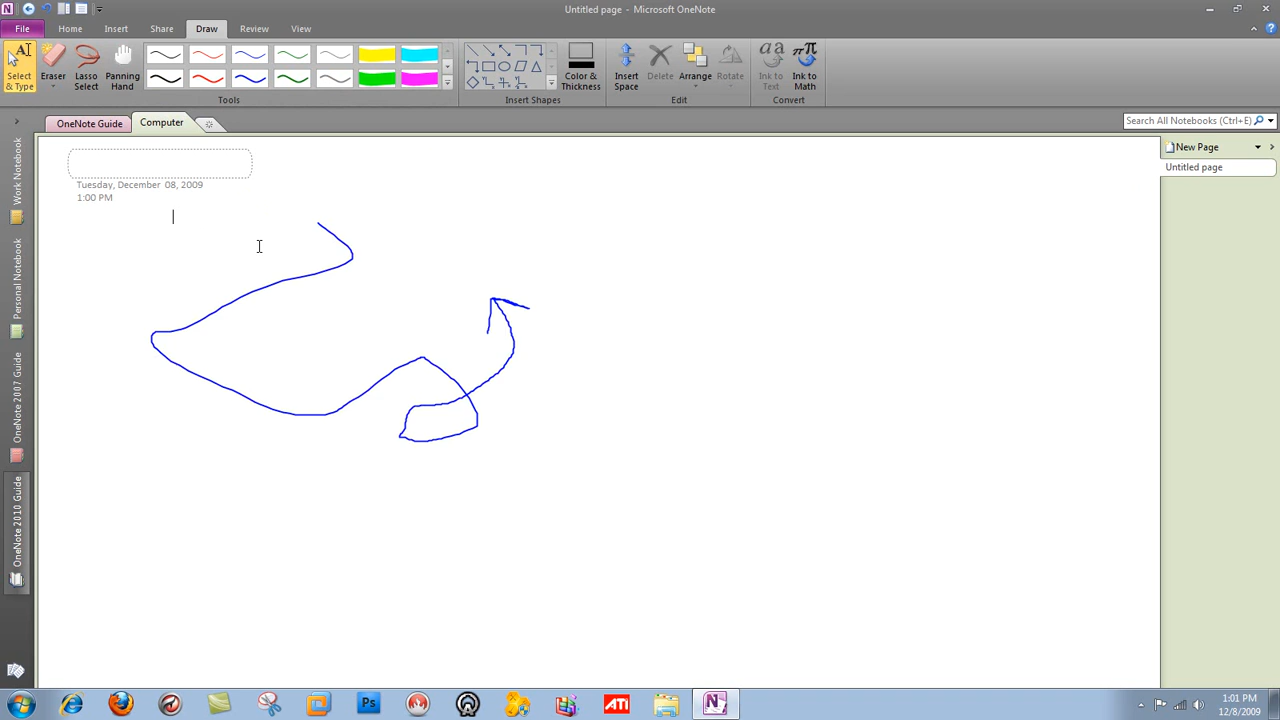 Untitled page - Microsoft OneNote
File Home Insert Share Draw Review View
Select & Type
Eraser
Lasso Select
Panning Hand
Color & Thickness
Insert Space
Delete
Arrange
Rotate
Ink to Text
Ink to Math
Tools
Insert Shapes
Edit
Convert
OneNote Guide
Computer
Search All Notebooks (Ctrl+E)
New Page
Untitled page
Tuesday, December 08, 2009
1:00 PM
Work Notebook
Personal Notebook
OneNote 2007 Guide
OneNote 2010 Guide
Ps
ATI
1:01 PM
12/8/2009